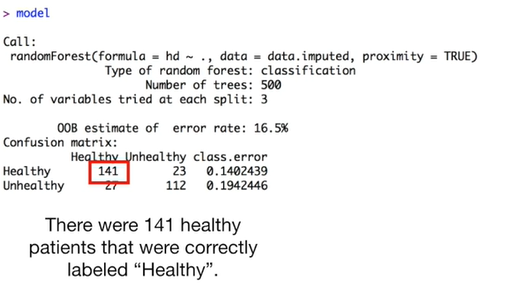 > model
Call:
randomForest(formula = hd ~ ., data = data.imputed, proximity = TRUE)
Type of random forest: classification
Number of trees: 500
No. of variables tried at each split: 3
OOB estimate of error rate: 16.5%
Confusion matrix:
Healthy Unhealthy class.error
Healthy 141 23 0.1402439
Unhealthy 27 112 0.1942446
There were 141 healthy
patients that were correctly
labeled “Healthy”.